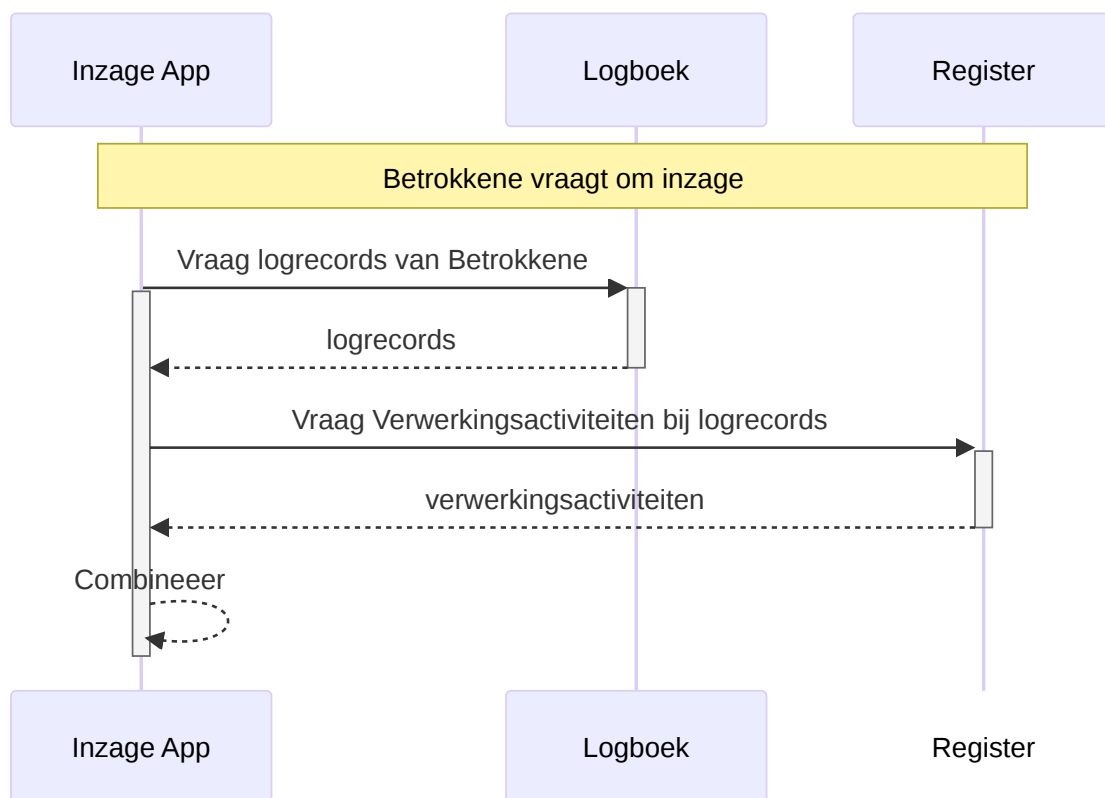 Inzage App
Logboek
Register
Betrokkene vraagt om inzage
Vraag logrecords van Betrokkene
logrecords
Vraag Verwerkingsactiviteiten bij logrecords
verwerkingsactiviteiten
Combineeer
Inzage App
Logboek
Register